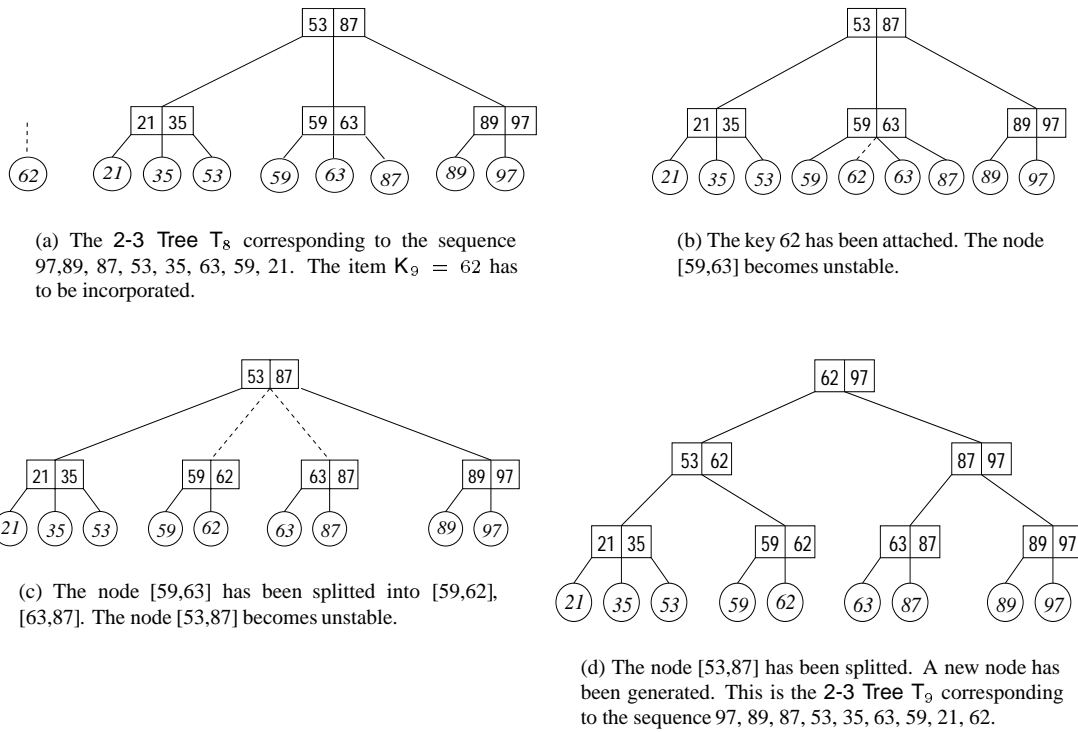 53 87
21 35
59 63
89 97
62
21 35 53 59 63 87 89 97
(a) The 2-3 Tree T₈ corresponding to the sequence
97,89, 87, 53, 35, 63, 59, 21. The item K₉ = 62 has
to be incorporated.
53 87
21 35
59 63
89 97
21 35 53 59 62 63 87 89 97
(b) The key 62 has been attached. The node
[59,63] becomes unstable.
53 87
21 35
59 62
63 87
89 97
21 35 53 59 62 63 87 89 97
(c) The node [59,63] has been splitted into [59,62],
[63,87]. The node [53,87] becomes unstable.
62 97
53 62
87 97
21 35
59 62
63 87
89 97
21 35 53 59 62 63 87 89 97
(d) The node [53,87] has been splitted. A new node has
been generated. This is the 2-3 Tree T₉ corresponding
to the sequence 97, 89, 87, 53, 35, 63, 59, 21, 62.